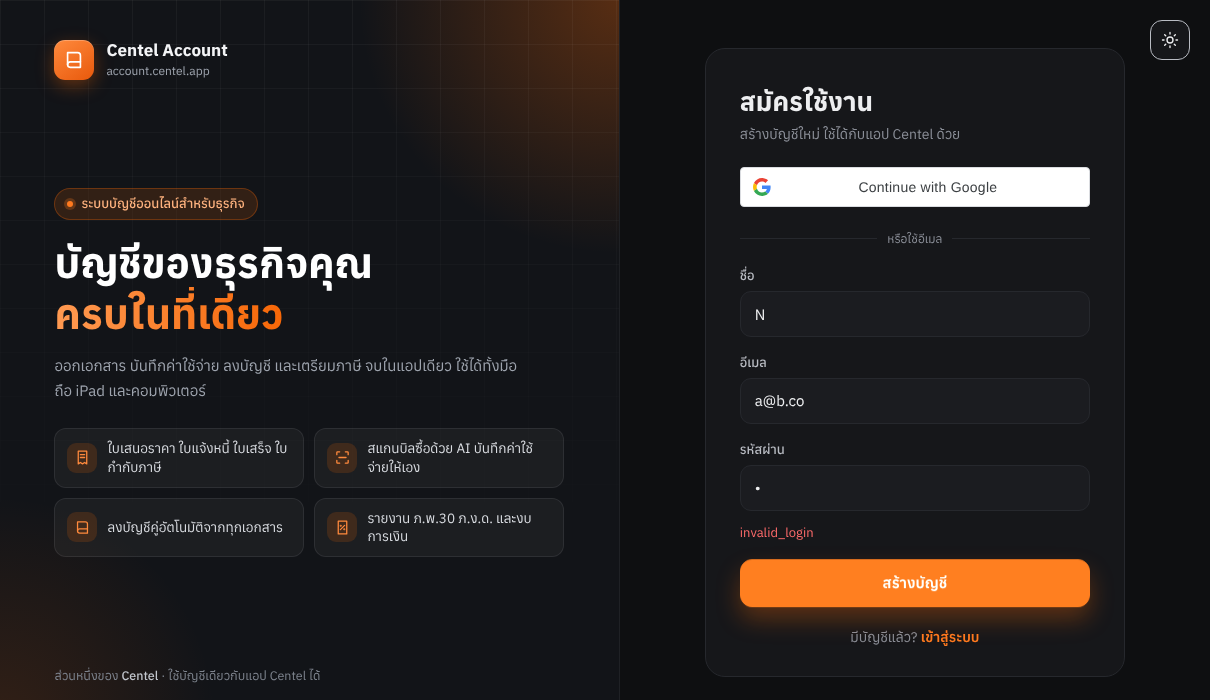 Centel Account
account.centel.app
ระบบบัญชีออนไลน์สำหรับธุรกิจ
บัญชีของธุรกิจคุณ
ครบในที่เดียว
ออกเอกสาร บันทึกค่าใช้จ่าย ลงบัญชี และเตรียมภาษี จบในแอปเดียว ใช้ได้ทั้งมือ
ถือ iPad และคอมพิวเตอร์
ใบเสนอราคา ใบแจ้งหนี้ ใบเสร็จ ใบ
กำกับภาษี
สแกนบิลซื้อด้วย AI บันทึกค่าใช้
จ่ายให้เอง
ลงบัญชีคู่อัตโนมัติจากทุกเอกสาร
รายงาน ภ.พ.30 ภ.ง.ด. และงบ
การเงิน
ส่วนหนึ่งของ Centel · ใช้บัญชีเดียวกับแอป Centel ได้
สมัครใช้งาน
สร้างบัญชีใหม่ ใช้ได้กับแอป Centel ด้วย
Continue with Google
หรือใช้อีเมล
ชื่อ
N
อีเมล
a@b.co
รหัสผ่าน
•
invalid_login
สร้างบัญชี
มีบัญชีแล้ว? เข้าสู่ระบบ